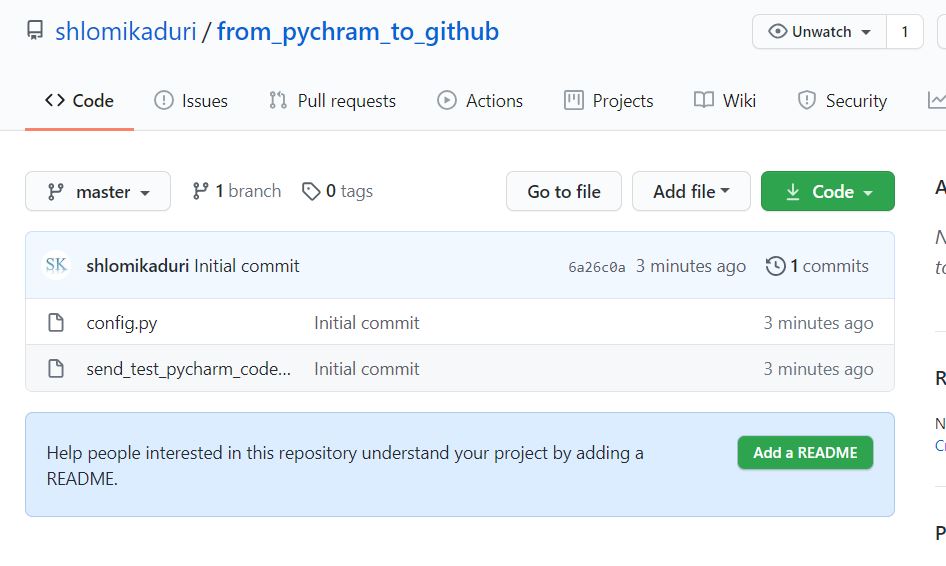 shlomikaduri / from_pychram_to_github
Unwatch 1
Code Issues Pull requests Actions Projects Wiki Security
master 1 branch 0 tags Go to file Add file Code
SK shlomikaduri Initial commit 6a26c0a 3 minutes ago 1 commits
config.py Initial commit 3 minutes ago
send_test_pycharm_code... Initial commit 3 minutes ago
Help people interested in this repository understand your project by adding a
README.
Add a README